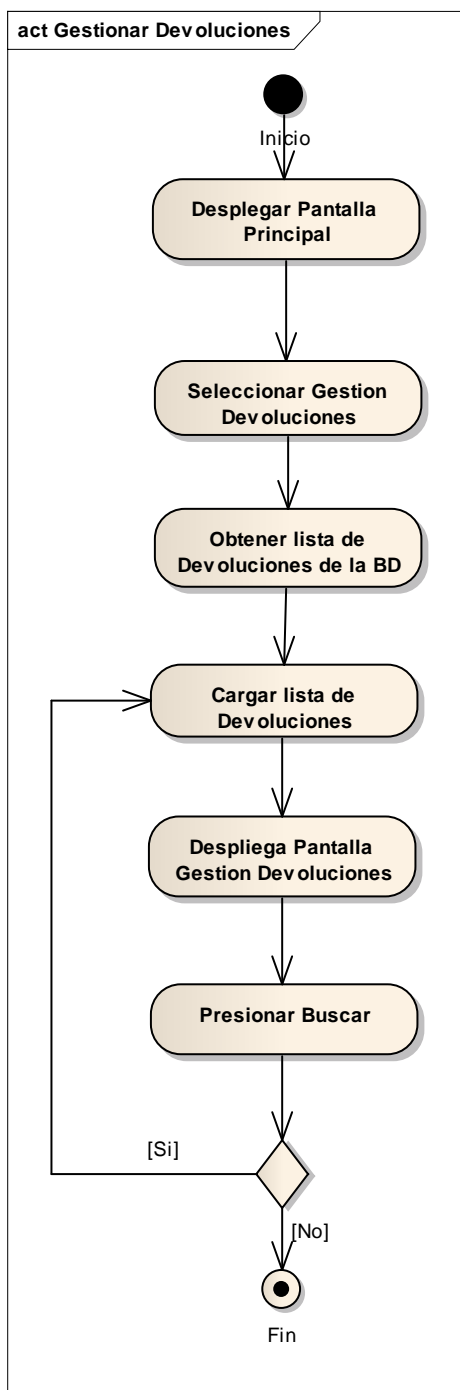 act Gestionar Devoluciones
Inicio
Desplegar Pantalla
Principal
Seleccionar Gestion
Devoluciones
Obtener lista de
Devoluciones de la BD
Cargar lista de
Devoluciones
Despliega Pantalla
Gestion Devoluciones
Presionar Buscar
[Si]
[No]
Fin